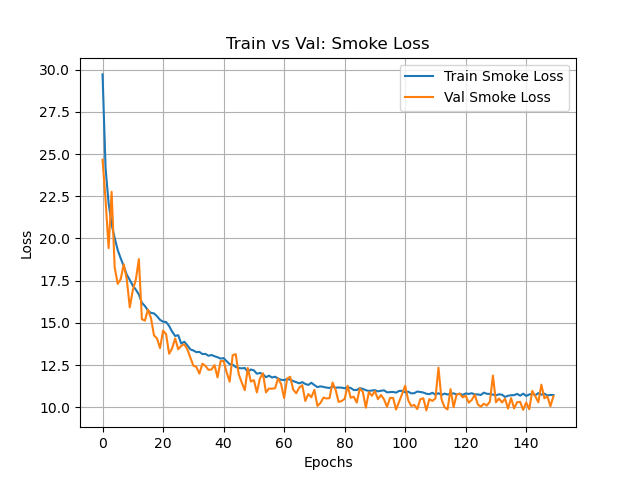 Train vs Val: Smoke Loss
30.0
27.5
25.0
22.5
20.0
17.5
15.0
12.5
10.0
Loss
Train Smoke Loss
Val Smoke Loss
0 20 40 60 80 100 120 140
Epochs